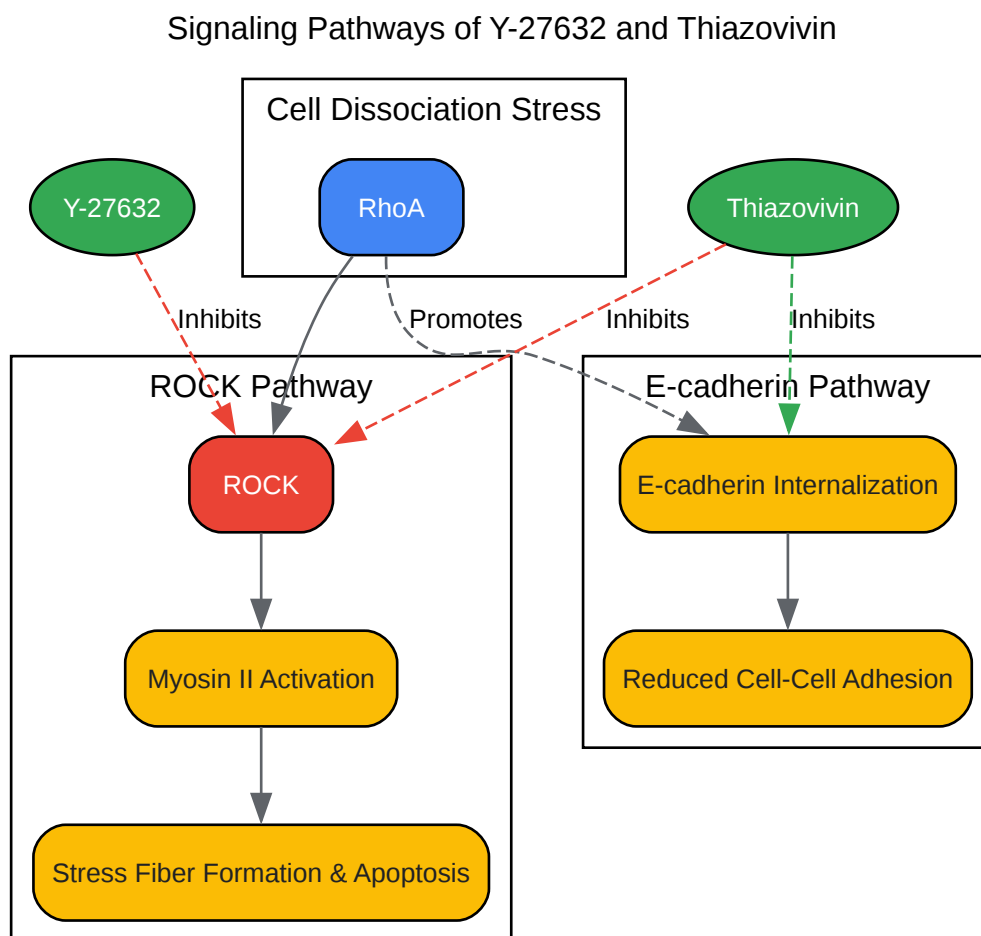 Signaling Pathways of Y-27632 and Thiazovivin
Cell Dissociation Stress
Y-27632
RhoA
Thiazovivin
Inhibits
Promotes
Inhibits
Inhibits
ROCK Pathway
E-cadherin Pathway
ROCK
E-cadherin Internalization
Myosin II Activation
Reduced Cell-Cell Adhesion
Stress Fiber Formation & Apoptosis